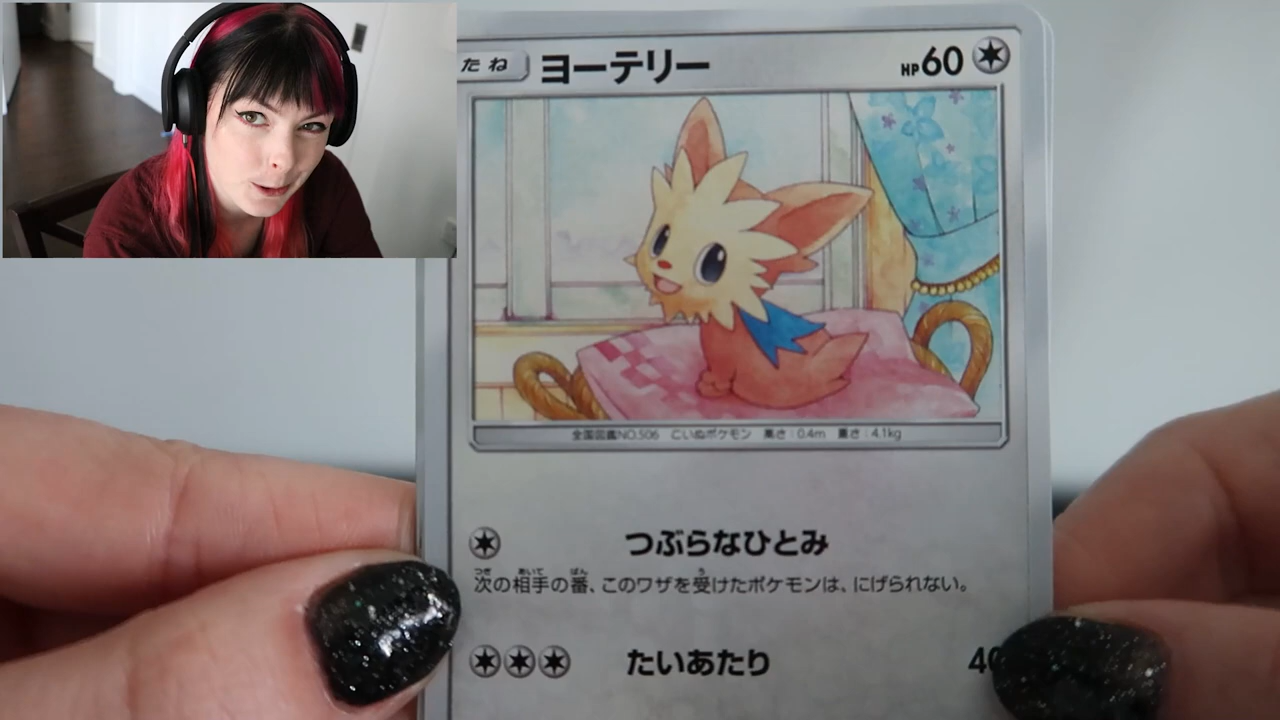 たね ヨーテリー HP60
全国図鑑NO.506 こいぬポケモン 高さ:0.4m 重さ:4.1kg
つぶらなひとみ
次の相手の番、このワザを受けたポケモンは、にげられない。
たいあたり 40